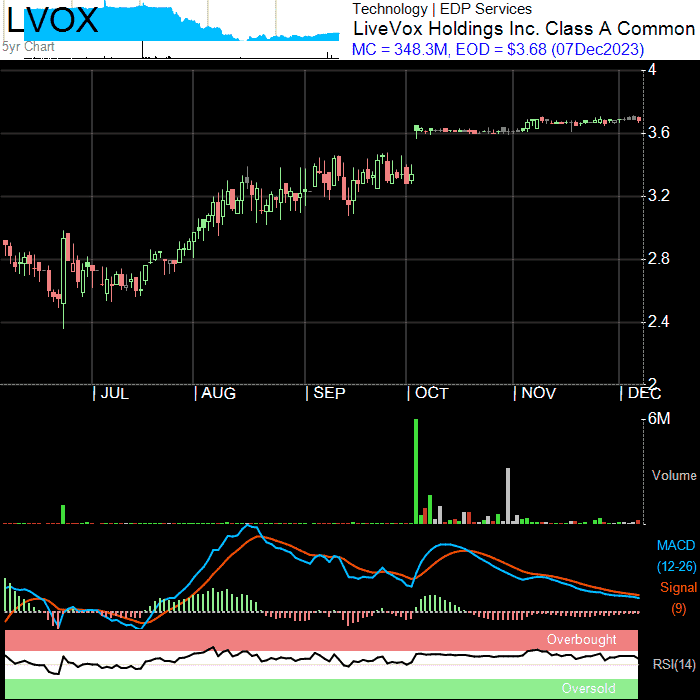 LVOX
5yr Chart
Technology | EDP Services
LiveVox Holdings Inc. Class A Common
MC = 348.3M, EOD = $3.68 (07Dec2023)
4
3.6
3.2
2.8
2.4
2
JUL AUG SEP OCT NOV DEC
6M
Volume
MACD
(12-26)
Signal
(9)
Overbought
RSI(14)
Oversold